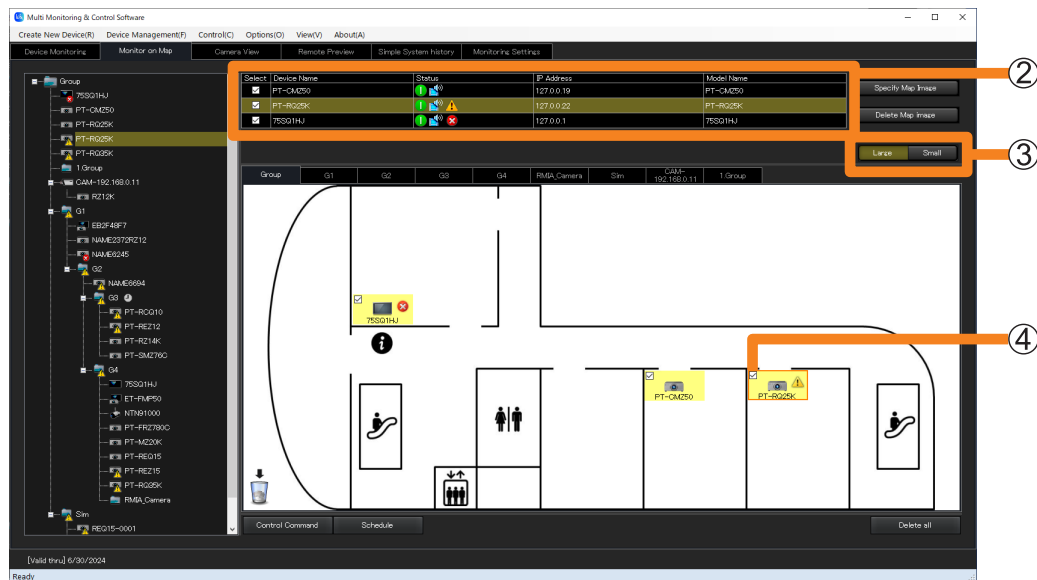 Multi Monitoring & Control Software
Create New Device(R) Device Management(F) Control(C) Options(O) View(V) About(A)
Device Monitoring Monitor on Map Camera View Remote Preview Simple System history Monitoring Settings
Group
75SQ1HJ
PT-CMZ50
PT-RQ25K
PT-RQ25K
PT-RQ35K
1.Group
CAM-192.168.0.11
RZ12K
G1
EB2F48F7
NAME2372RZ12
NAME6245
G2
NAME6694
G3
PT-RCQ10
PT-REZ12
PT-RZ14K
PT-SMZ760
G4
75SQ1HJ
ET-FMP50
NTN91000
PT-FRZ780C
PT-MZ20K
PT-REQ15
PT-REZ15
PT-RQ35K
RMIA_Camera
Sim
REQ15-0001
Select Device Name Status IP Address Model Name
PT-CMZ50 127.0.0.19 PT-CMZ50
PT-RQ25K 127.0.0.22 PT-RQ25K
75SQ1HJ 127.0.0.1 75SQ1HJ
Specify Map Image
Delete Map image
Large Small
②
③
④
Group G1 G2 G3 G4 RMIA_Camera Sim CAM-192.168.0.11 1.Group
75SQ1HJ
i
PT-CMZ50
PT-RQ25K
Control Command Schedule Delete all
[Valid thru] 6/30/2024
Ready